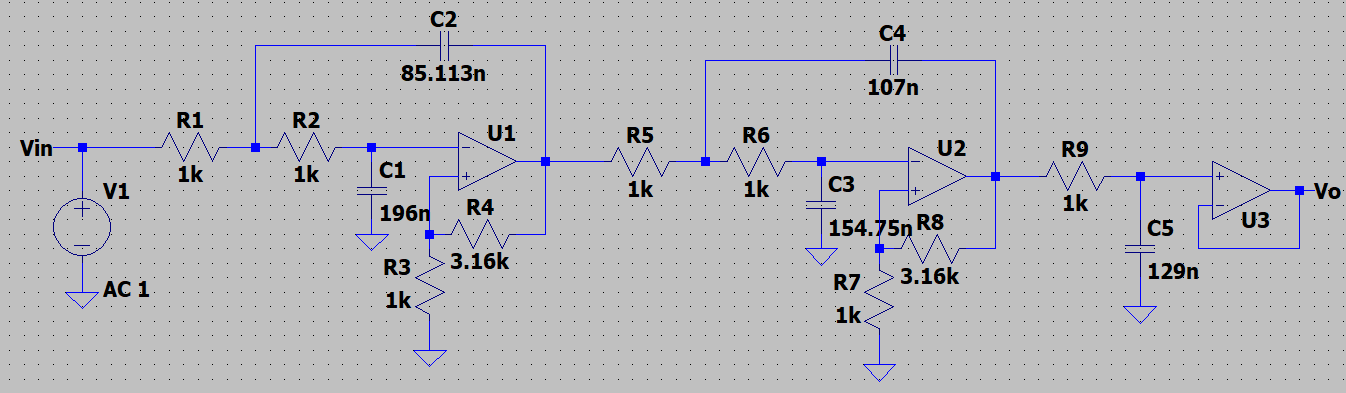 C2
85.113n
C4
107n
Vin
R1
1k
R2
1k
U1
R5
1k
R6
1k
U2
R9
1k
V1
AC 1
C1
196n
R4
3.16k
R3
1k
C3
154.75n
R8
3.16k
R7
1k
C5
129n
U3
Vo